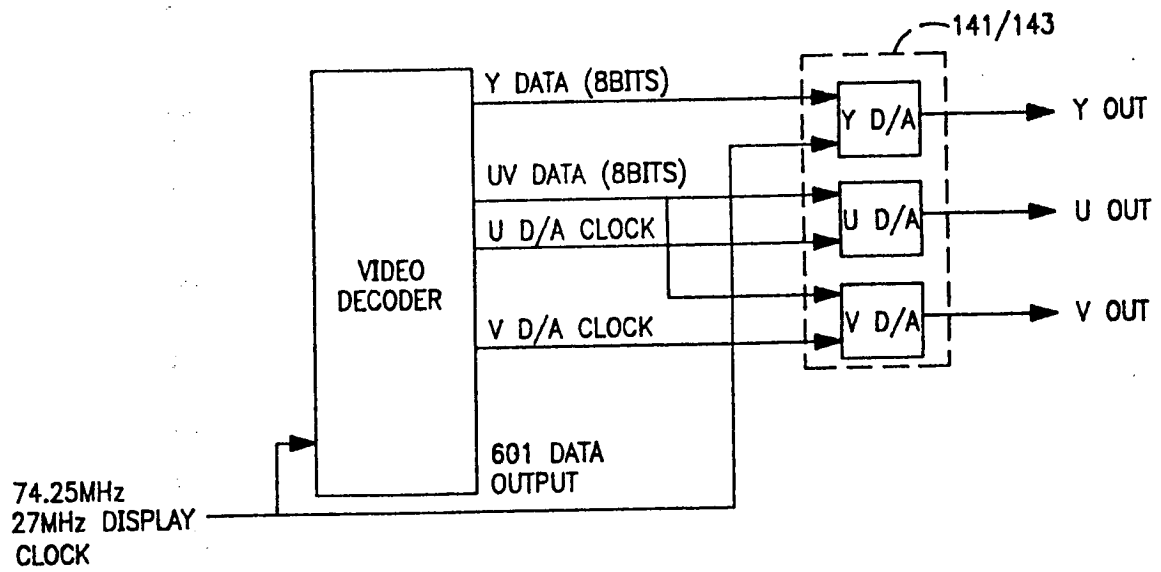 141/143
Y DATA (8BITS)
Y D/A
Y OUT
UV DATA (8BITS)
U D/A CLOCK
U D/A
U OUT
VIDEO
DECODER
V D/A CLOCK
V D/A
V OUT
601 DATA
OUTPUT
74.25MHz
27MHz DISPLAY
CLOCK